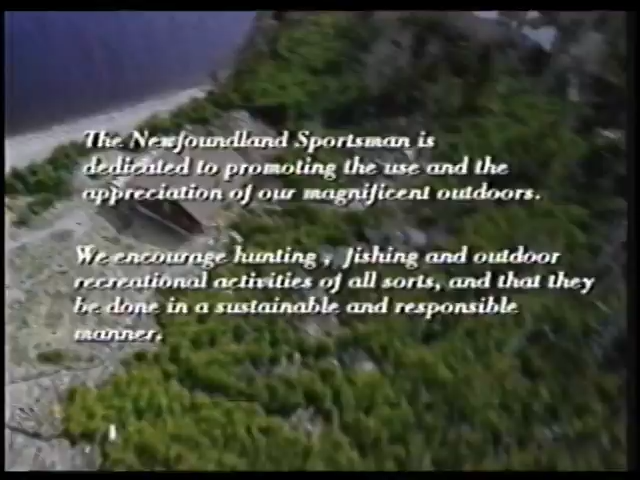 The Newfoundland Sportsman is
dedicated to promoting the use and the
appreciation of our magnificent outdoors.
We encourage hunting , fishing and outdoor
recreational activities of all sorts, and that they
be done in a sustainable and responsible
manner.